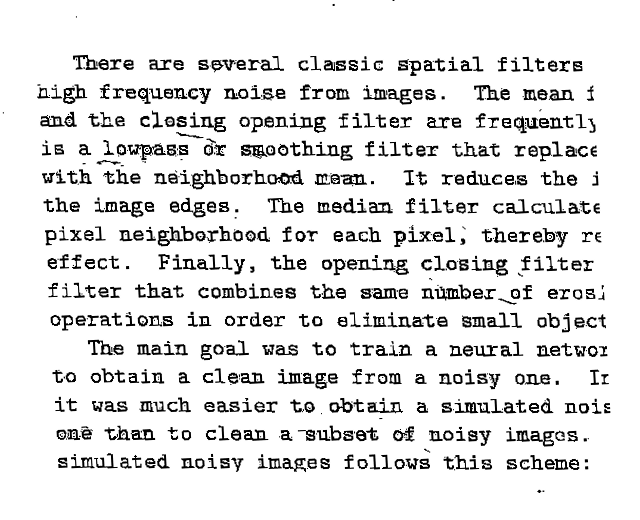 There are several classic spatial filters
high frequency noise from images. The mean f
and the closing opening filter are frequently
is a lowpass or smoothing filter that replace
with the neighborhood mean. It reduces the i
the image edges. The median filter calculate
pixel neighborhood for each pixel, thereby re
effect. Finally, the opening closing filter
filter that combines the same number of erosi
operations in order to eliminate small object
The main goal was to train a neural networ
to obtain a clean image from a noisy one. In
it was much easier to obtain a simulated nois
one than to clean a subset of noisy images.
simulated noisy images follows this scheme: